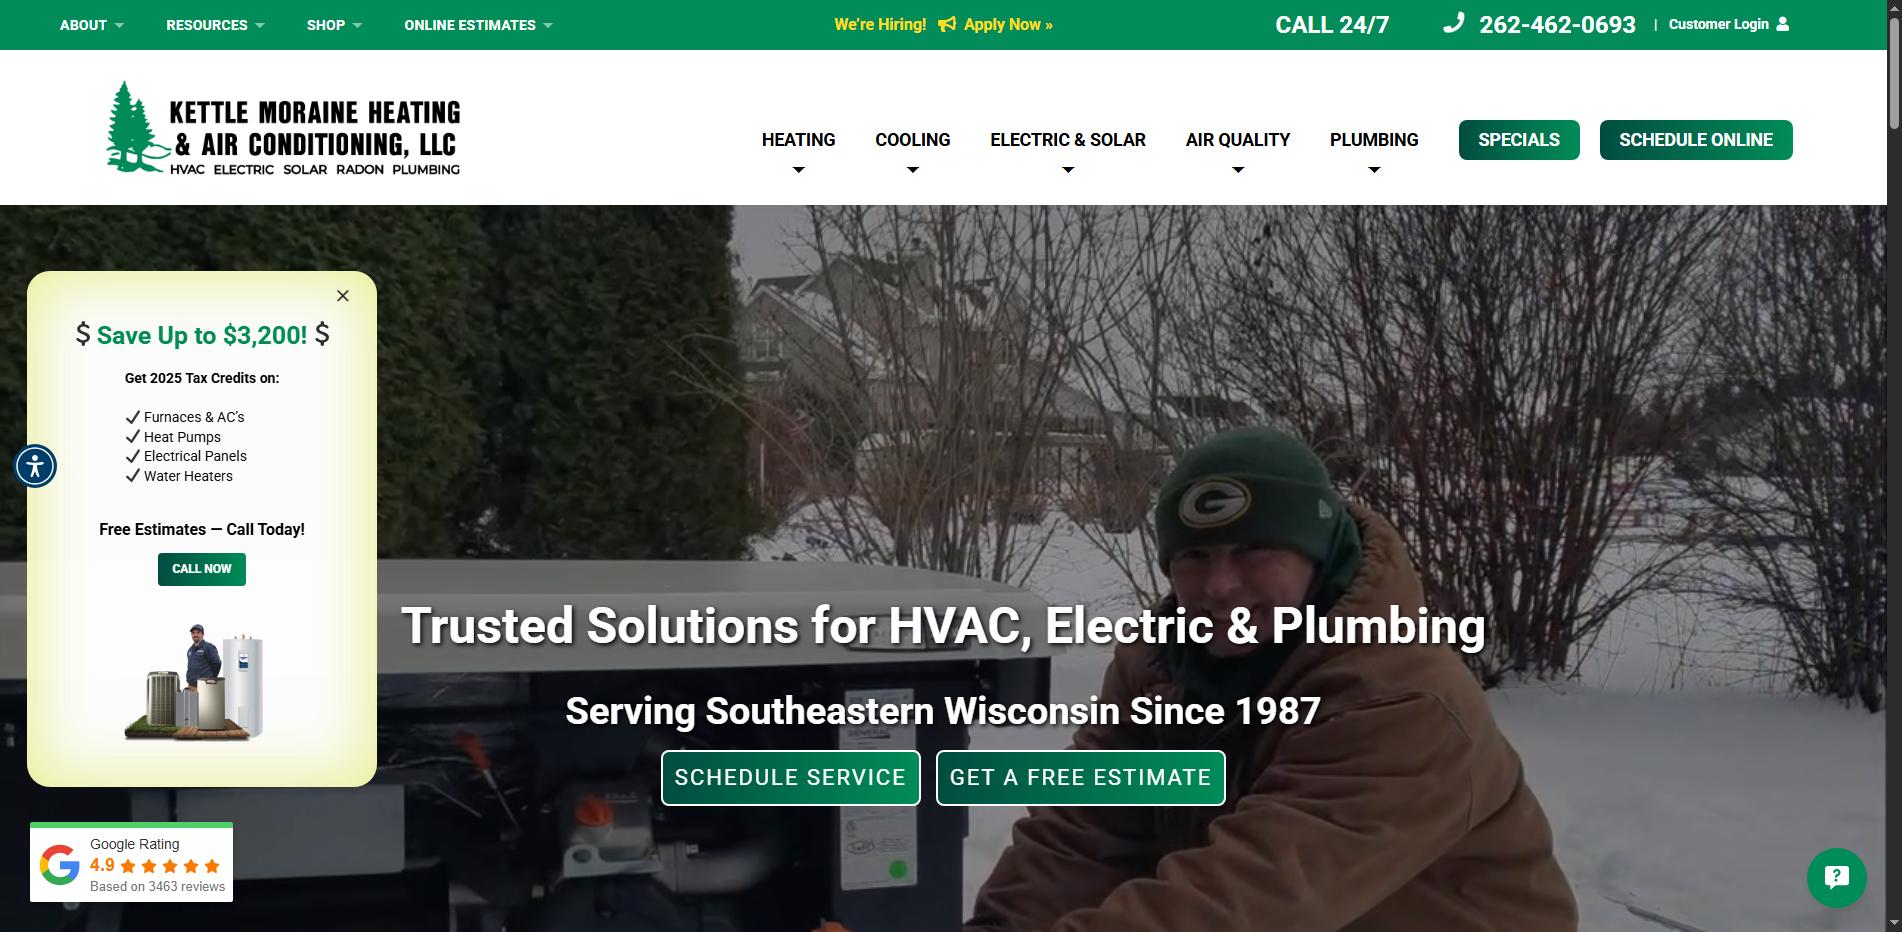 ABOUT
RESOURCES
SHOP
ONLINE ESTIMATES
We're Hiring! Apply Now »
CALL 24/7
262-462-0693
| Customer Login
KETTLE MORAINE HEATING
& AIR CONDITIONING, LLC
HVAC ELECTRIC SOLAR RADON PLUMBING
HEATING
COOLING
ELECTRIC & SOLAR
AIR QUALITY
PLUMBING
SPECIALS
SCHEDULE ONLINE
$ Save Up to $3,200! $
Get 2025 Tax Credits on:
Furnaces & AC's
Heat Pumps
Electrical Panels
Water Heaters
Free Estimates — Call Today!
CALL NOW
G
Trusted Solutions for HVAC, Electric & Plumbing
Serving Southeastern Wisconsin Since 1987
GENERAC
SCHEDULE SERVICE
GET A FREE ESTIMATE
Google Rating
4.9
Based on 3463 reviews